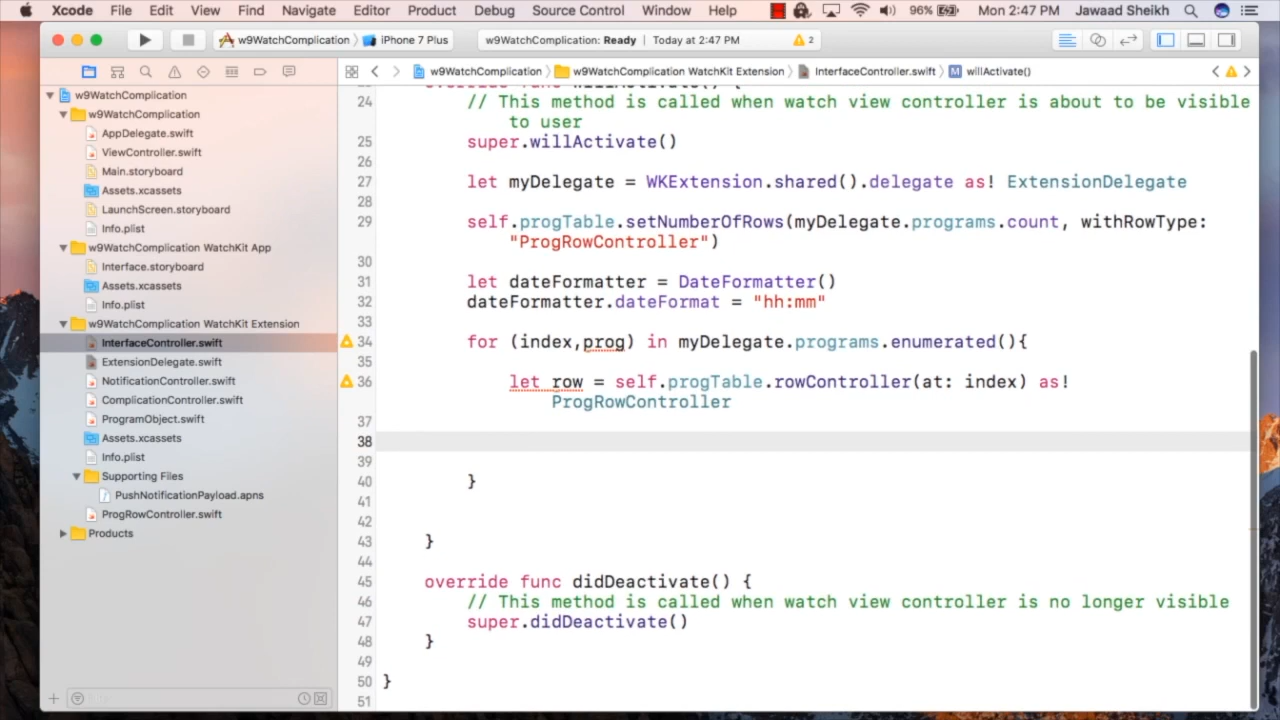 Xcode File Edit View Find Navigate Editor Product Debug Source Control Window Help 96% Mon 2:47 PM Jawaad Sheikh
w9WatchComplication iPhone 7 Plus w9WatchComplication: Ready | Today at 2:47 PM 2
w9WatchComplication w9WatchComplication WatchKit Extension InterfaceController.swift M willActivate()
w9WatchComplication
w9WatchComplication
AppDelegate.swift
ViewController.swift
Main.storyboard
Assets.xcassets
LaunchScreen.storyboard
Info.plist
w9WatchComplication WatchKit App
Interface.storyboard
Assets.xcassets
Info.plist
w9WatchComplication WatchKit Extension
InterfaceController.swift
ExtensionDelegate.swift
NotificationController.swift
ComplicationController.swift
ProgramObject.swift
Assets.xcassets
Info.plist
Supporting Files
PushNotificationPayload.apns
ProgRowController.swift
Products
24 // This method is called when watch view controller is about to be visible
to user
25 super.willActivate()
26
27 let myDelegate = WKExtension.shared().delegate as! ExtensionDelegate
28
29 self.progTable.setNumberOfRows(myDelegate.programs.count, withRowType:
"ProgRowController")
30
31 let dateFormatter = DateFormatter()
32 dateFormatter.dateFormat = "hh:mm"
33
34 for (index,prog) in myDelegate.programs.enumerated(){
35
36 let row = self.progTable.rowController(at: index) as!
ProgRowController
37
38
39
40 }
41
42
43 }
44
45 override func didDeactivate() {
46 // This method is called when watch view controller is no longer visible
47 super.didDeactivate()
48 }
49
50 }
51